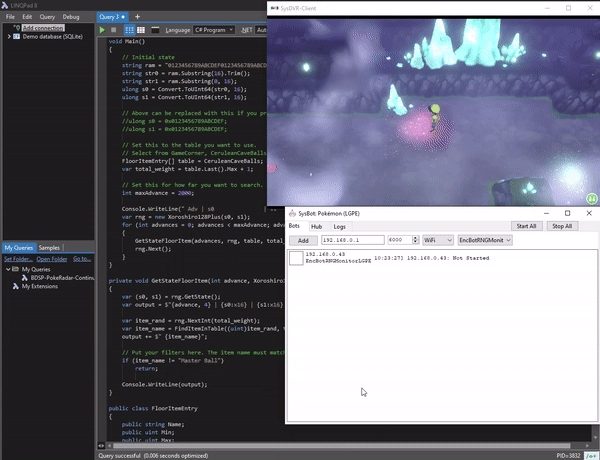 LINQPad 8
File Edit Query Debug
Query 3
+
Add connection
Demo database (SQLite)
Language C# Program
.NET Auto
void Main()
{
// Initial state
string ram = "0123456789ABCDEF0123456789ABCDEF
string str0 = ram.Substring(16).Trim();
string str1 = ram.Substring(0, 16);
ulong s0 = Convert.ToUInt64(str0, 16);
ulong s1 = Convert.ToUInt64(str1, 16);
// Above can be replaced with this if you pr
//ulong s0 = 0x0123456789ABCDEF;
//ulong s1 = 0x0123456789ABCDEF;
// Set this to the table you want to use.
// Select from GameCorner, CeruleanCaveBalls,
FloorItemEntry[] table = CeruleanCaveBalls;
var total_weight = table.Last().Max + 1;
// Set this for how far you want to search.
int maxAdvance = 2000;
Console.WriteLine(" Adv | s0
var rng = new Xoroshiro128Plus(s0, s1);
for (int advances = 0; advances < maxAdvance; adva
{
GetStateFloorItem(advances, rng, table, total_
rng.Next();
}
}
private void GetStateFloorItem(int advance, Xoroshir
{
var (s0, s1) = rng.GetState();
var output = $"{advance,4} | {s0:x16} | {s1:x16}
var item_rand = rng.NextInt(total_weight);
var item_name = FindItemInTable((uint)item_rand, t
output += $" {item_name}";
// Put your filters here. The item name must matc
if (item_name != "Master Ball")
return;
Console.WriteLine(output);
}
public class FloorItemEntry
{
public string Name;
public uint Min;
public uint Max;
My Queries Samples
Set Folder... Open Folder Go to...
My Queries
BDSP-PokeRadar-Continu
My Extensions
Query successful (0.006 seconds optimized)
PID=3832
/o+
SysDVR-Client
SysBot: Pokémon (LGPE)
Bots Hub Logs
Start All Stop All
Add 192.168.0.1 6000 WiFi EncBotRNGMonit
192.168.0.43
EncBotRNGMonitorLGPE
10:23:27] 192.168.0.43: Not Started